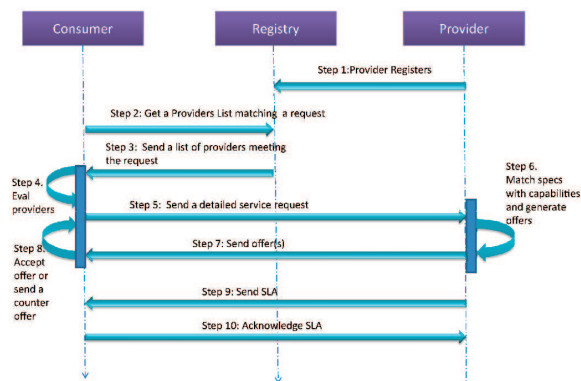 Consumer
Registry
Provider
Step 1:Provider Registers
Step 2: Get a Providers List matching a request
Step 3: Send a list of providers meeting
the request
Step 4.
Eval
providers
Step 5: Send a detailed service request
Step 6.
Match specs
with capabilities
and generate
offers
Step 7: Send offer(s)
Step 8:
Accept
offer or
send a
counter
offer
Step 9: Send SLA
Step 10: Acknowledge SLA